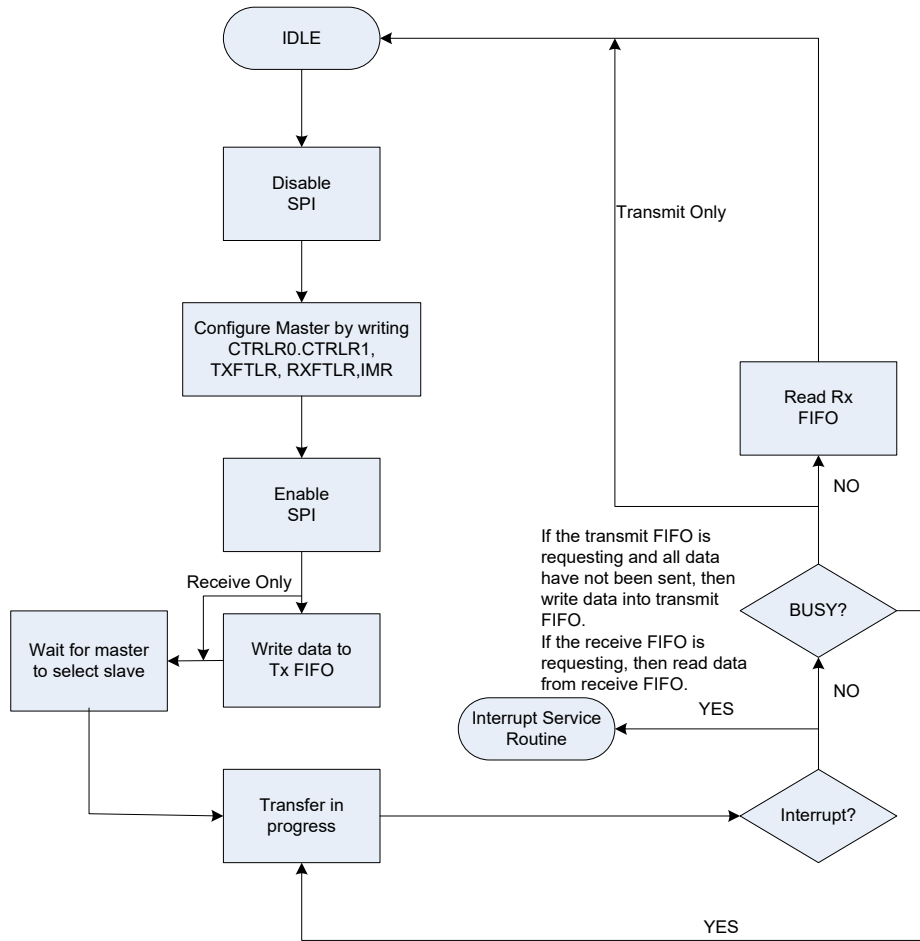 IDLE
Disable
SPI
Transmit Only
Configure Master by writing
CTRLR0.CTRLR1,
TXFTLR, RXFTLR,IMR
Read Rx
FIFO
Enable
SPI
NO
If the transmit FIFO is
requesting and all data
have not been sent, then
write data into transmit
FIFO.
If the receive FIFO is
requesting, then read data
from receive FIFO.
Receive Only
BUSY?
Wait for master
to select slave
Write data to
Tx FIFO
NO
YES
Interrupt Service
Routine
Transfer in
progress
Interrupt?
YES